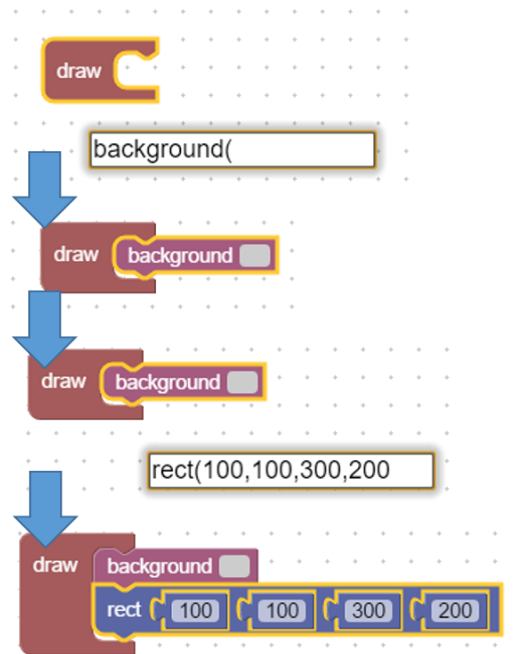 draw
background(
draw background
draw background
rect(100,100,300,200
draw background
rect 100 100 300 200